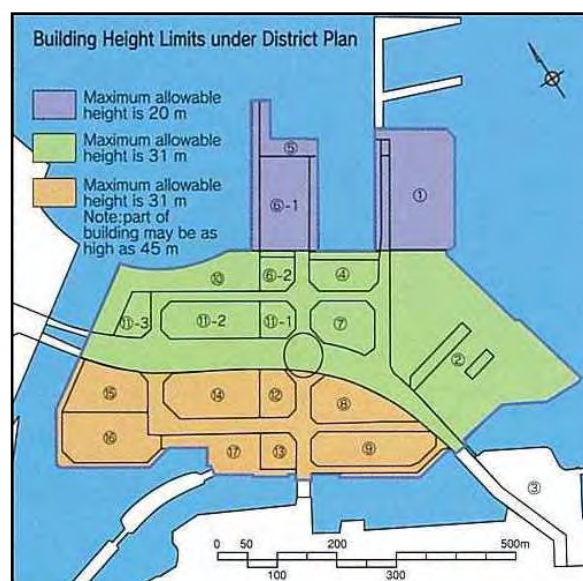 Building Height Limits under District Plan
Maximum allowable
height is 20 m
Maximum allowable
height is 31 m
Maximum allowable
height is 31 m
Note:part of
building may be as
high as 45 m
⑤
①
⑥-1
⑩
⑥-2
④
⑪-3
⑪-2
⑪-1
⑦
②
⑮
⑭
⑫
⑧
⑯
⑰
⑬
⑨
③
0 50 200 500m
100 300